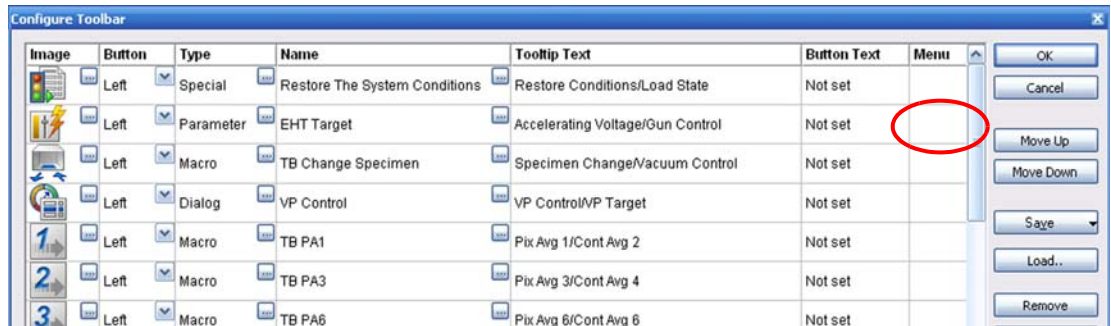 Configure Toolbar
Image Button Type Name Tooltip Text Button Text Menu
Left Special Restore The System Conditions Restore Conditions/Load State Not set
Left Parameter EHT Target Accelerating Voltage/Gun Control Not set
Left Macro TB Change Specimen Specimen Change/Vacuum Control Not set
Left Dialog VP Control VP Control/VP Target Not set
1 Left Macro TB PA1 Pix Avg 1/Cont Avg 2 Not set
2 Left Macro TB PA3 Pix Avg 3/Cont Avg 4 Not set
3 Left Macro TB PA6 Pix Avg 6/Cont Avg 6 Not set
OK
Cancel
Move Up
Move Down
Save
Load..
Remove